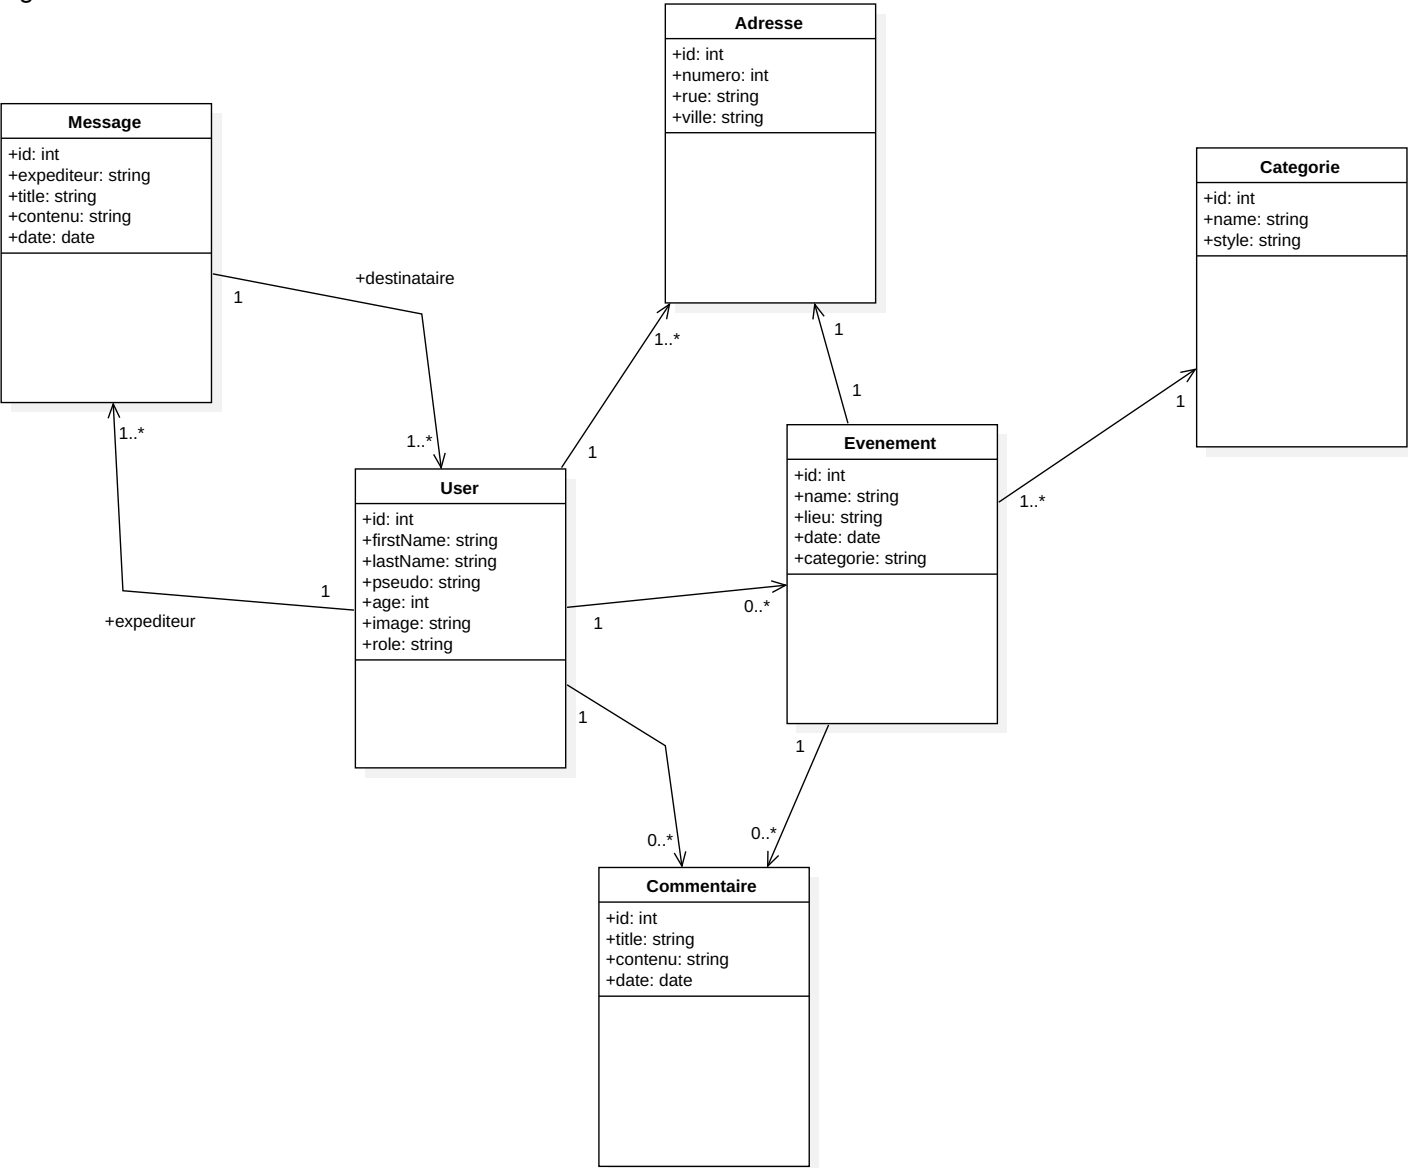 Adresse
+id: int
+numero: int
+rue: string
+ville: string
Message
+id: int
+expediteur: string
+title: string
+contenu: string
+date: date
Categorie
+id: int
+name: string
+style: string
+destinataire
1
1..*
1..*
1
1
1
1..*
1
1
1..*
Evenement
+id: int
+name: string
+lieu: string
+date: date
+categorie: string
User
+id: int
+firstName: string
+lastName: string
+pseudo: string
+age: int
+image: string
+role: string
1
+expediteur
1
0..*
1
1
0..*
0..*
Commentaire
+id: int
+title: string
+contenu: string
+date: date